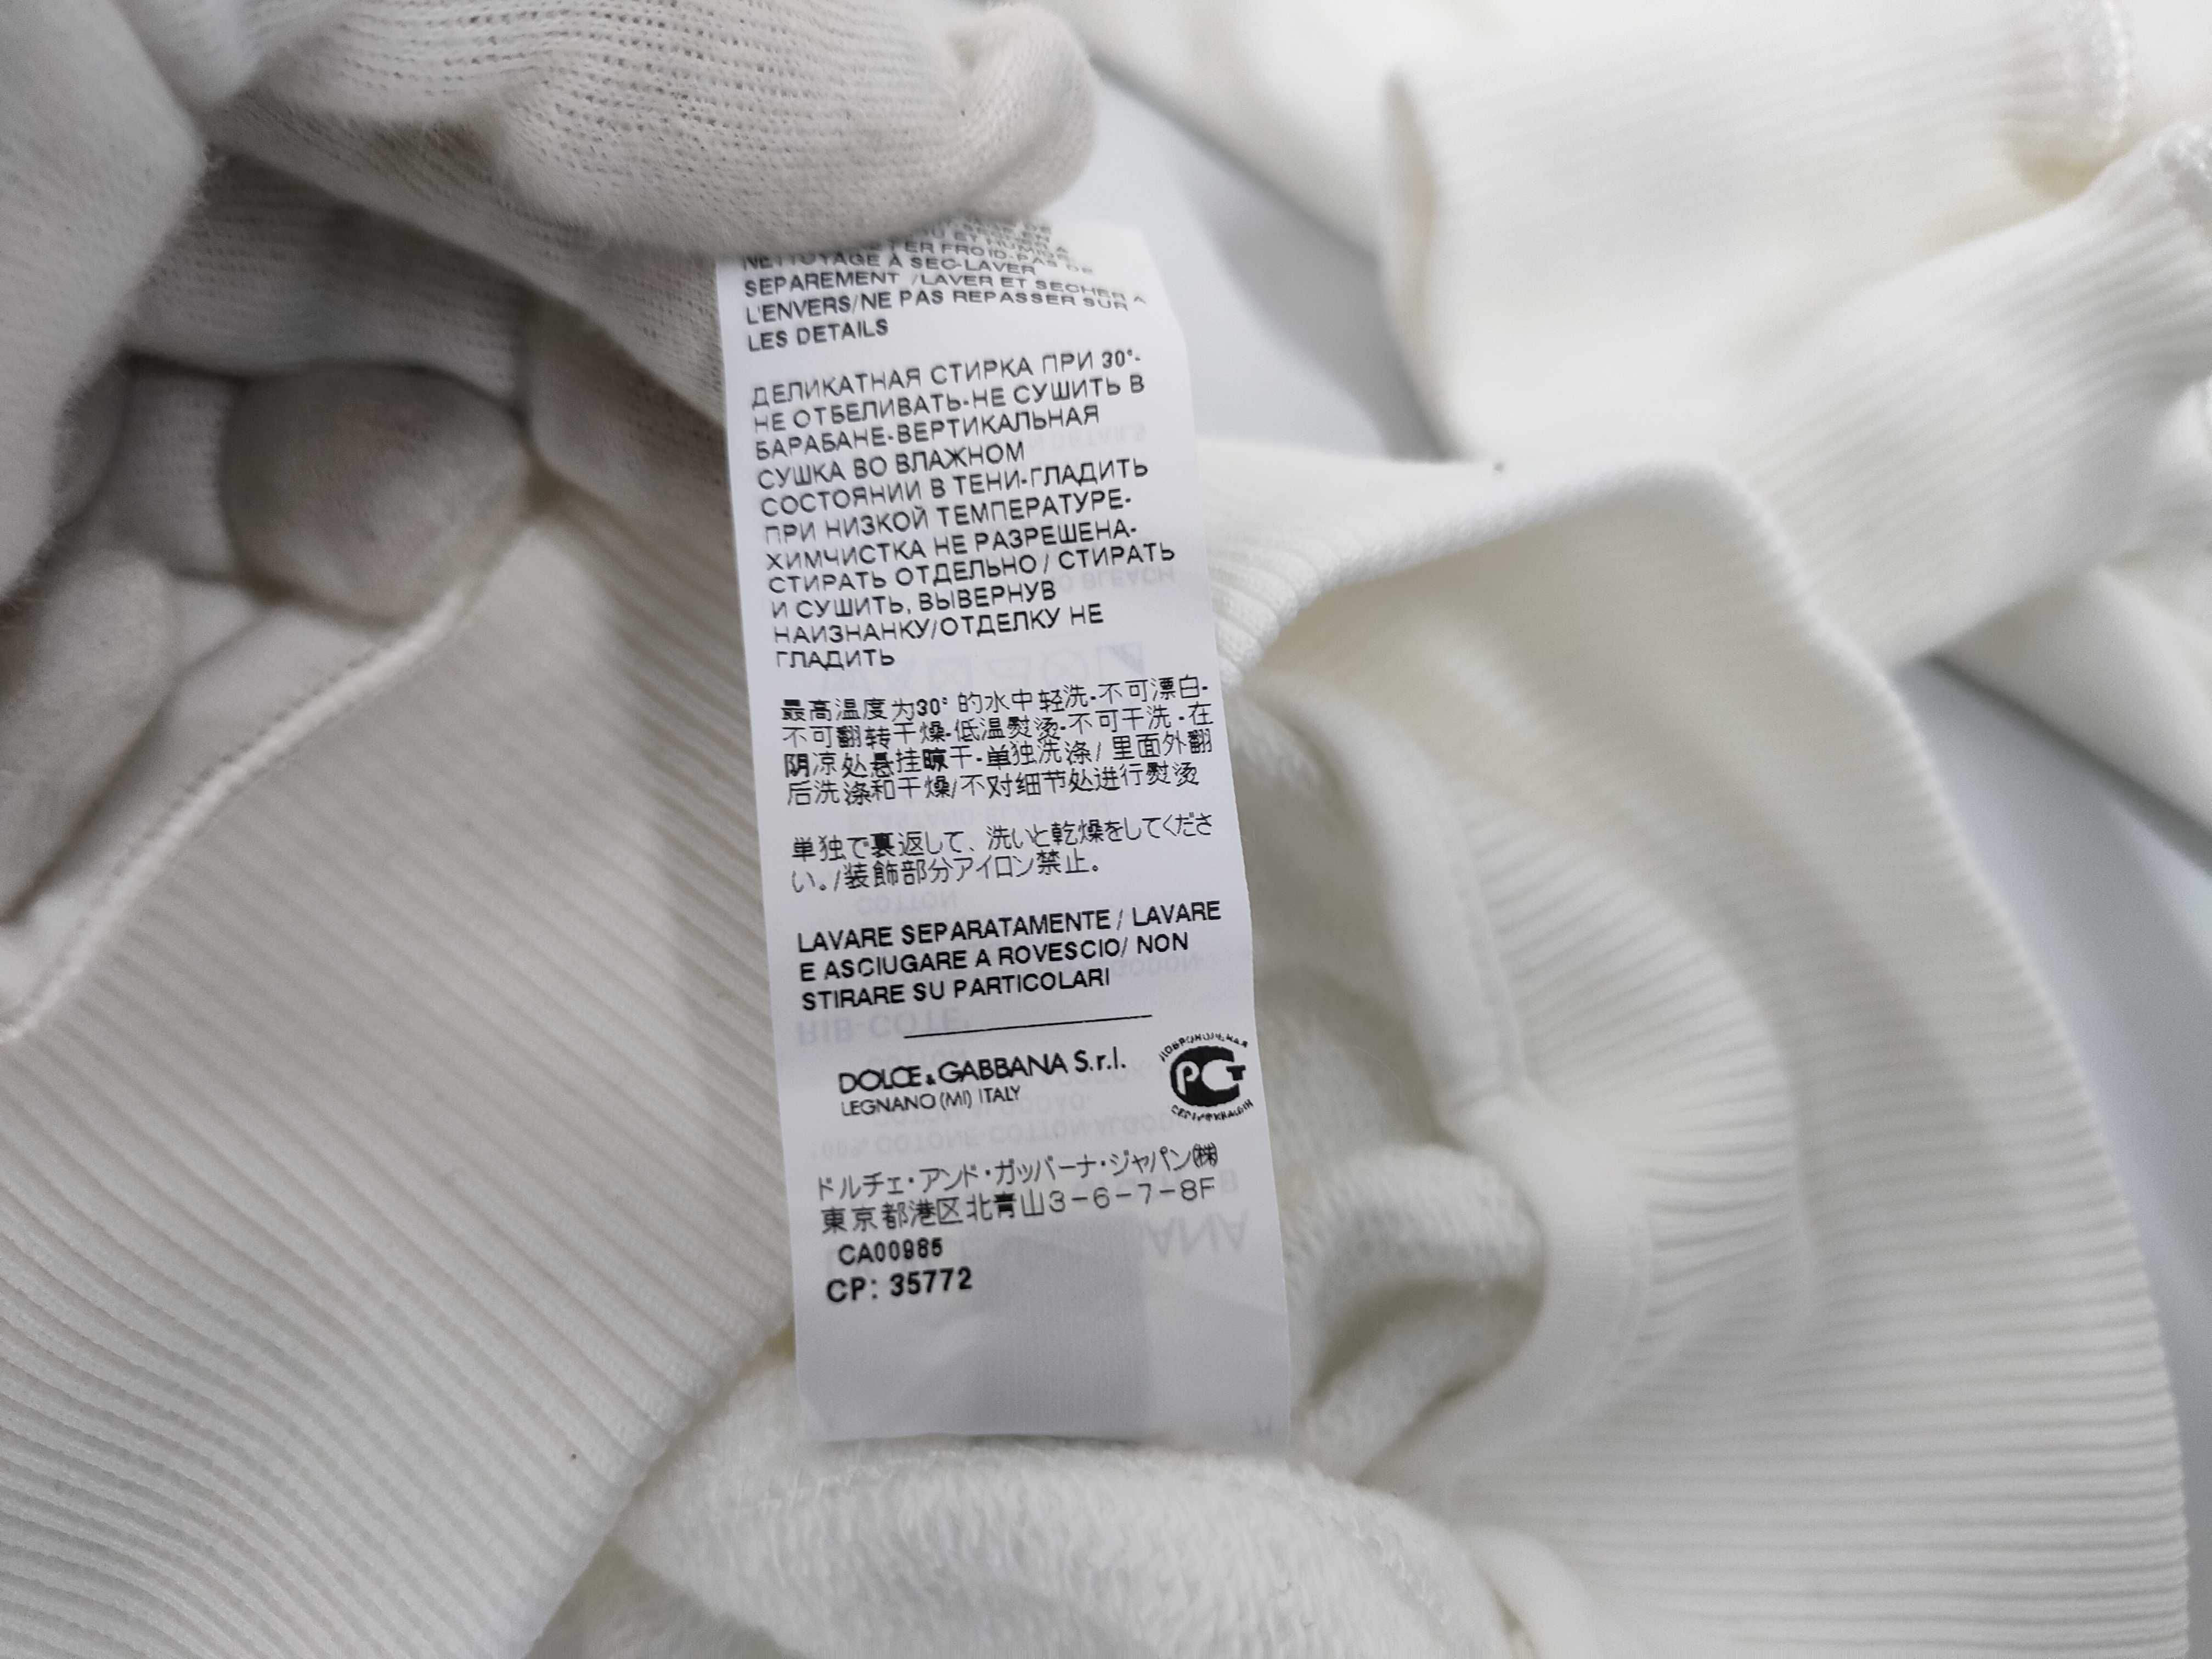 NETTOYAGE À SEC-LAVER
SEPAREMENT /LAVER ET SECHER A
L'ENVERS/NE PAS REPASSER SUR
LES DETAILS
ДЕЛИКАТНАЯ СТИРКА ПРИ 30°-
НЕ ОТБЕЛИВАТЬ-НЕ СУШИТЬ В
БАРАБАНЕ-ВЕРТИКАЛЬНАЯ
СУШКА ВО ВЛАЖНОМ
СОСТОЯНИИ В ТЕНИ-ГЛАДИТЬ
ПРИ НИЗКОЙ ТЕМПЕРАТУРЕ-
ХИМЧИСТКА НЕ РАЗРЕШЕНА-
СТИРАТЬ ОТДЕЛЬНО / СТИРАТЬ
И СУШИТЬ, ВЫВЕРНУВ
НАИЗНАНКУ/ОТДЕЛКУ НЕ
ГЛАДИТЬ
最高温度为30° 的水中轻洗-不可漂白-
不可翻转干燥-低温熨烫-不可干洗-在
阴凉处悬挂晾干-单独洗涤/ 里面外翻
后洗涤和干燥/不对细节处进行熨烫
単独で裏返して、洗いと乾燥をしてくださ
い。/装飾部分アイロン禁止。
LAVARE SEPARATAMENTE / LAVARE
E ASCIUGARE A ROVESCIO/ NON
STIRARE SU PARTICOLARI
DOLCE & GABBANA S.r.l.
LEGNANO (MI) ITALY
ДОБРОВОЛЬНАЯ
РСТ
СЕРТИФИКАЦИЯ
ドルチェ・アンド・ガッバーナ・ジャパン㈱
東京都港区北青山3-6-7-8F
CA00985
CP: 35772